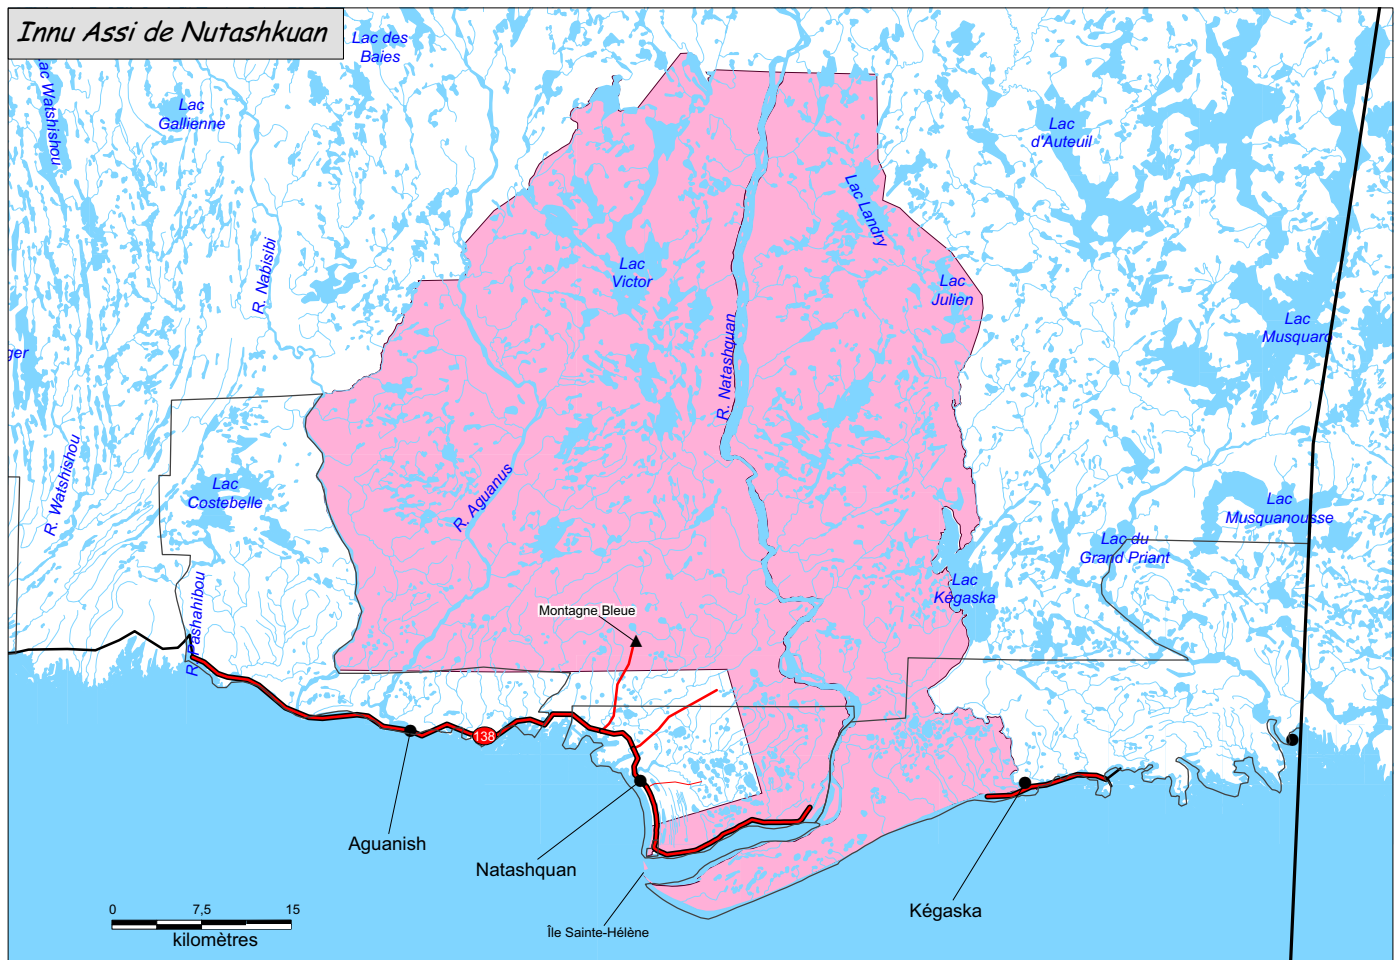 Innu Assi de Nutashkuan
Lac des
Baies
Lac Watshishou
Lac
Gallienne
Lac
d'Auteuil
Lac Landry
R. Nabisibi
Lac
Victor
Lac
Julien
Lac
Musquaro
ger
R. Natashquan
R. Watshishou
Lac
Costebelle
R. Aguanus
Lac
Musquanousse
Lac du
Grand Priant
Lac
Kégaska
R. Pashahibou
Montagne Bleue
138
Aguanish
Natashquan
Kégaska
Île Sainte-Hélène
0 7,5 15
kilomètres